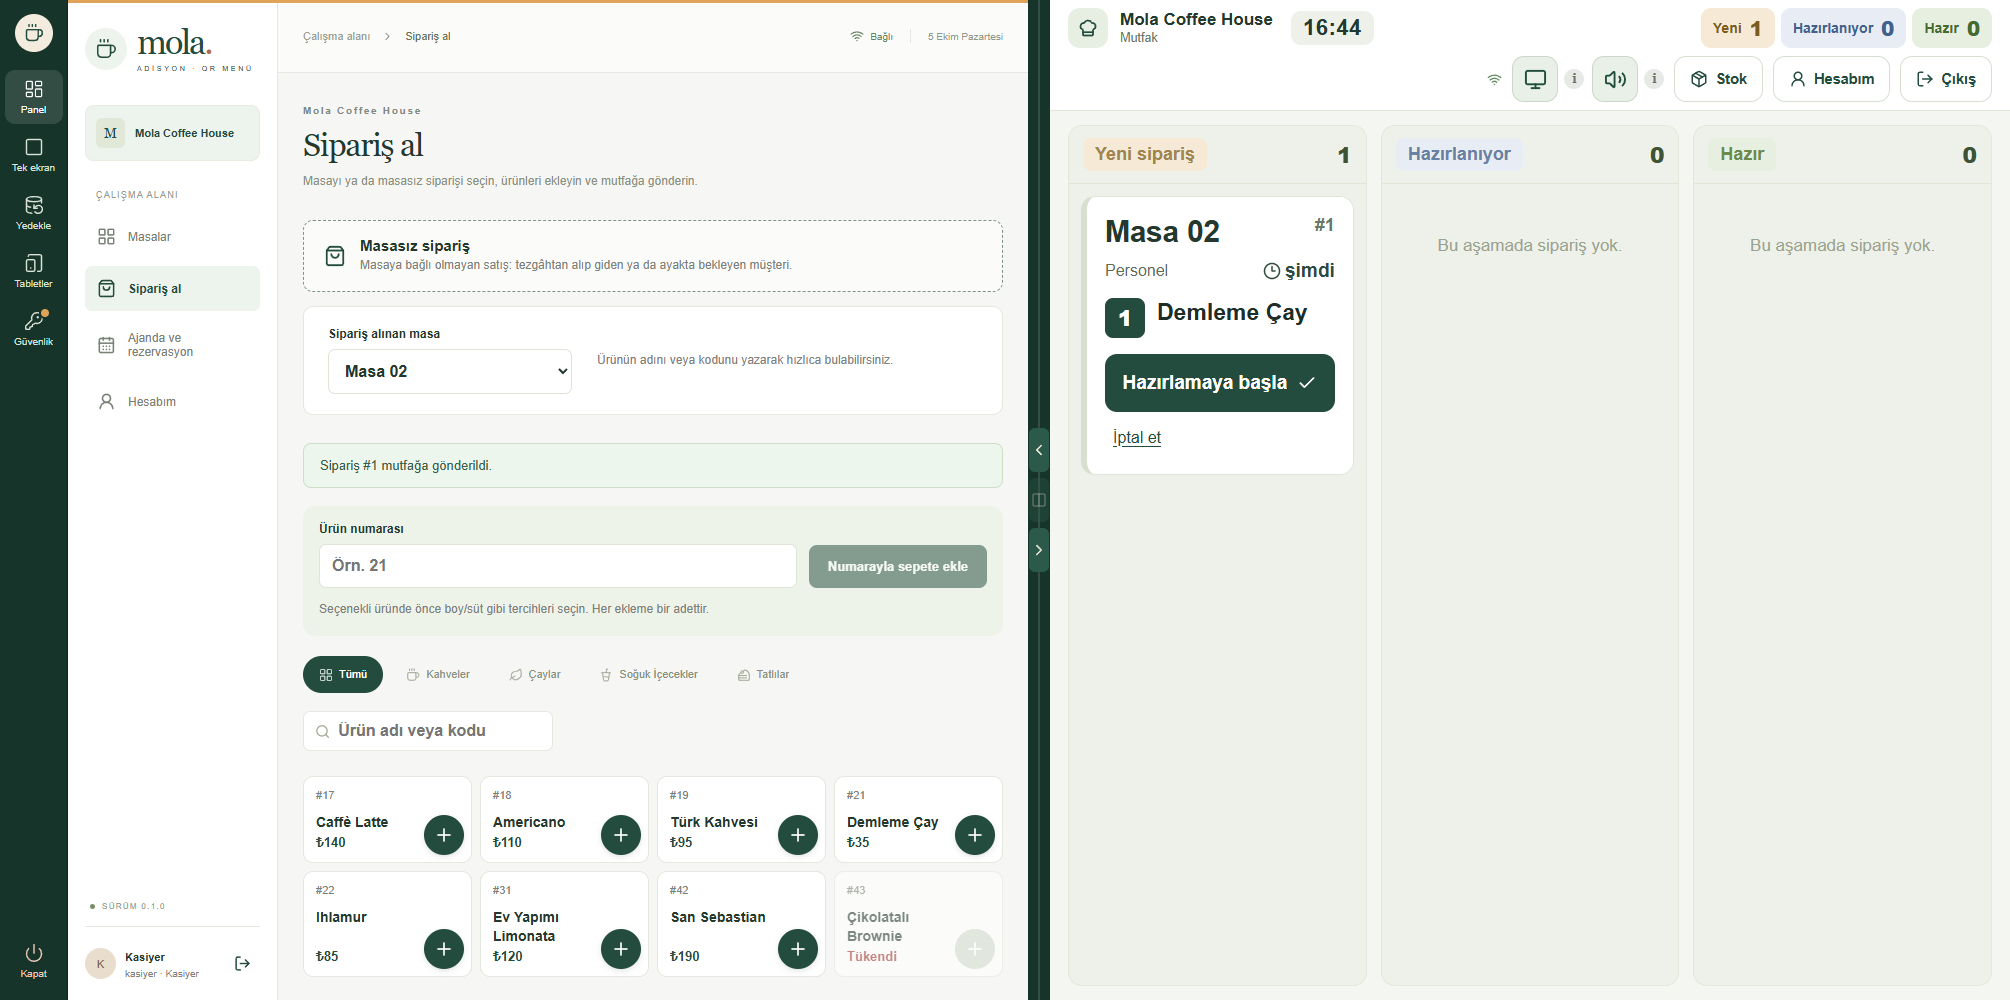 Panel
Tek ekran
Yedekle
Tabletler
Güvenlik
Kapat
mola.
ADİSYON · QR MENÜ
M
Mola Coffee House
ÇALIŞMA ALANI
Masalar
Sipariş al
Ajanda ve
rezervasyon
Hesabım
SÜRÜM 0.1.0
K
Kasiyer
kasiyer · Kasiyer
Çalışma alanı
Sipariş al
Bağlı
5 Ekim Pazartesi
Mola Coffee House
Sipariş al
Masayı ya da masasız siparişi seçin, ürünleri ekleyin ve mutfağa gönderin.
Masasız sipariş
Masaya bağlı olmayan satış: tezgâhtan alıp giden ya da ayakta bekleyen müşteri.
Sipariş alınan masa
Masa 02
Ürünün adını veya kodunu yazarak hızlıca bulabilirsiniz.
Sipariş #1 mutfağa gönderildi.
Ürün numarası
Örn. 21
Numarayla sepete ekle
Seçenekli üründe önce boy/süt gibi tercihleri seçin. Her ekleme bir adettir.
Tümü
Kahveler
Çaylar
Soğuk İçecekler
Tatlılar
Ürün adı veya kodu
#17
Caffè Latte
₺140
#18
Americano
₺110
#19
Türk Kahvesi
₺95
#21
Demleme Çay
₺35
#22
Ihlamur
₺85
#31
Ev Yapımı
Limonata
₺120
#42
San Sebastian
₺190
#43
Çikolatalı
Brownie
Tükendi
Mola Coffee House
Mutfak
16:44
Yeni 1
Hazırlanıyor 0
Hazır 0
i
i
Stok
Hesabım
Çıkış
Yeni sipariş
1
Masa 02
#1
Personel
şimdi
1
Demleme Çay
Hazırlamaya başla
İptal et
Hazırlanıyor
0
Bu aşamada sipariş yok.
Hazır
0
Bu aşamada sipariş yok.